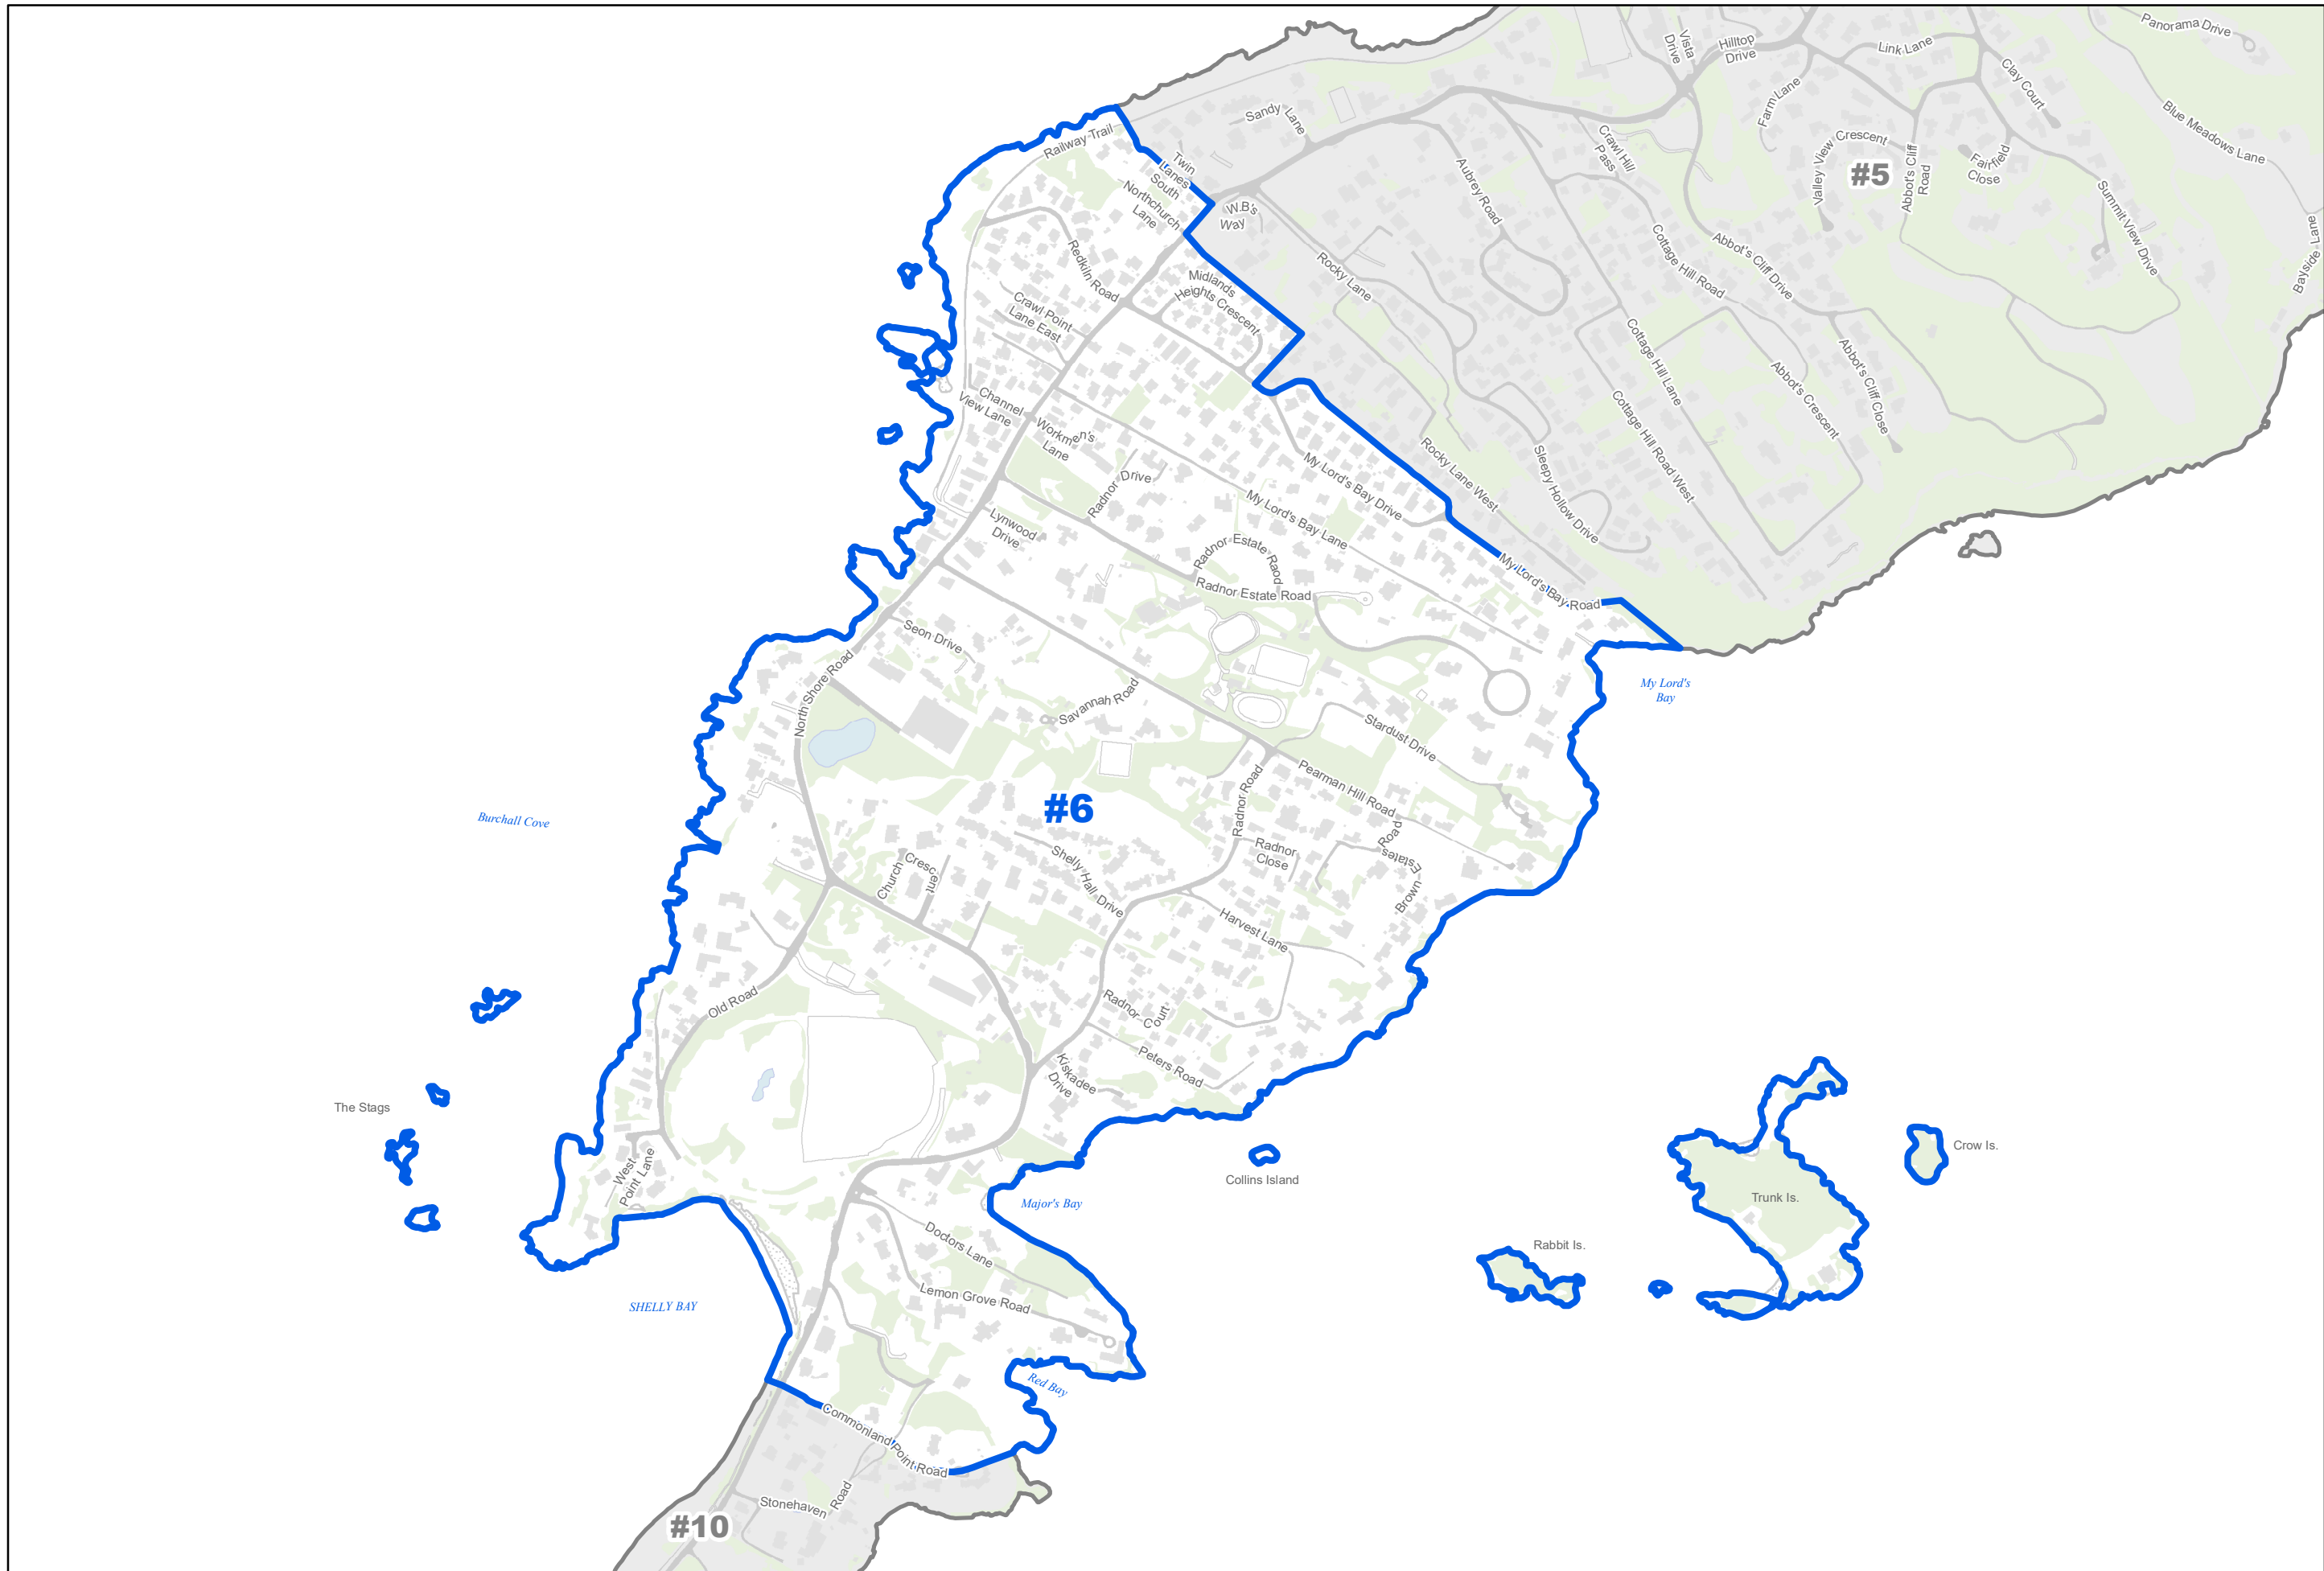 Panorama Drive
Vista
Drive
Hilltop
Drive
Link Lane
Clay Court
Farm Lane
Blue Meadows Lane
Sandy Lane
Crawl Hill
Pass
Valley View Crescent
#5
Abbot's Cliff
Road
Fairfield
Close
Railway Trail
Twin
Lanes
South
Northchurch
Lane
Aubrey Road
Summit View Drive
W.B's
Way
Bayside Lane
Redkiln Road
Rocky Lane
Cottage Hill Road
Abbot's Cliff Drive
Midlands
Heights Crescent
Crawl Point
Lane East
Cottage Hill Lane
Abbot's Cliff Close
Abbot's Crescent
Channel
View Lane
Workmen's
Lane
Cottage Hill Road West
Radnor Drive
My Lord's Bay Drive
Rocky Lane West
Sleepy Hollow Drive
My Lord's Bay Lane
Lynwood
Drive
Radnor Estate Raod
Radnor Estate Road
My Lord's Bay Road
Seon Drive
North Shore Road
Savannah Road
My Lord's
Bay
Stardust Drive
Pearman Hill Road
#6
Burchall Cove
Radnor Road
Radnor
Close
Brown Estates Road
Church Crescent
Shelly Hall Drive
Harvest Lane
Old Road
Radnor Court
Peters Road
Kiskadee
Drive
The Stags
West
Point Lane
Collins Island
Crow Is.
Trunk Is.
Major's Bay
Doctors Lane
Rabbit Is.
SHELLY BAY
Lemon Grove Road
Red Bay
Commonland Point Road
Stonehaven Road
#10